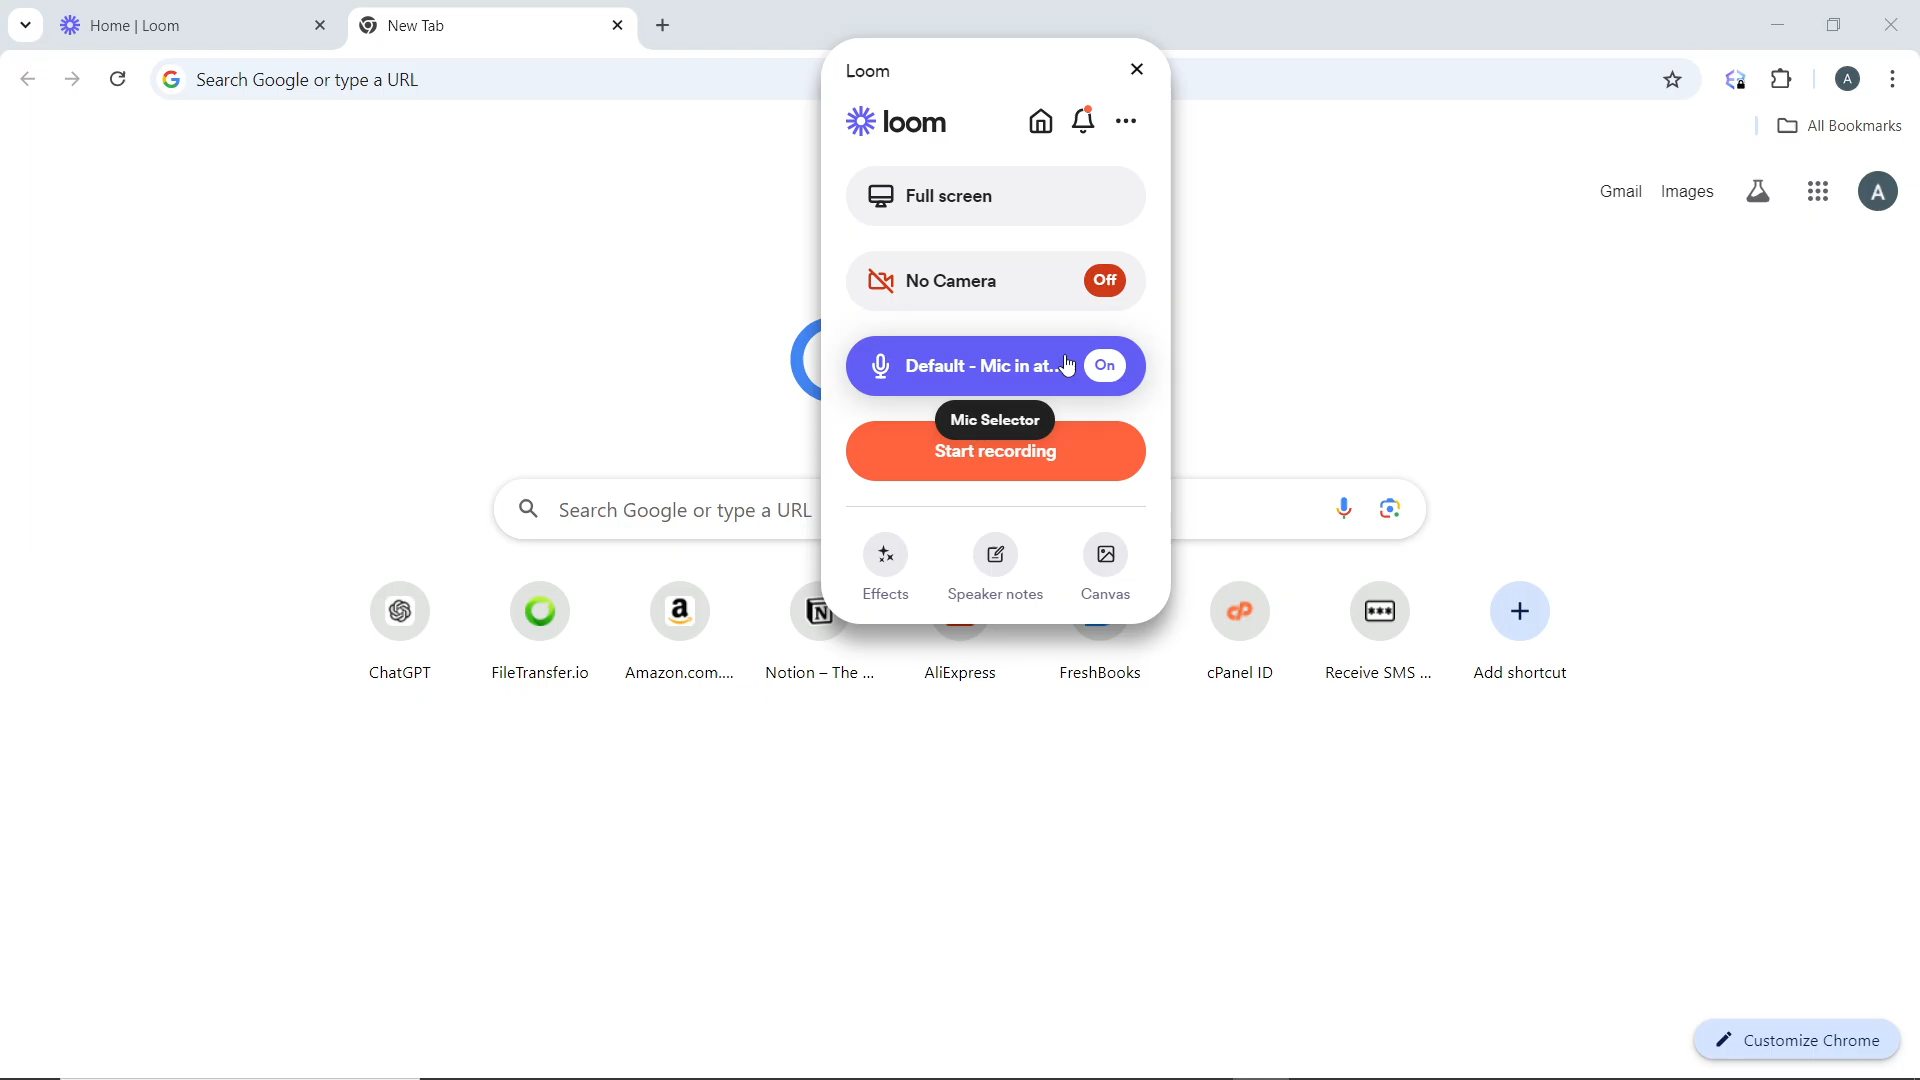 Home | Loom
New Tab
Search Google or type a URL
All Bookmarks
A
Gmail Images
A
Loom
loom
Full screen
No Camera Off
Default - Mic in at... On
Mic Selector
Start recording
Effects Speaker notes Canvas
Search Google or type a URL
ChatGPT FileTransfer.io Amazon.com.... Notion – The ... AliExpress FreshBooks cPanel ID Receive SMS ... Add shortcut
Customize Chrome